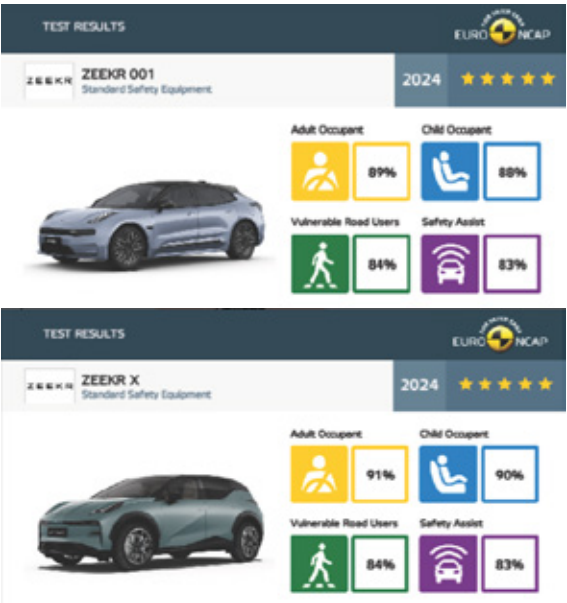 TEST RESULTS
EURO NCAP
ZEEKR
ZEEKR 001
Standard Safety Equipment
2024
Adult Occupant
Child Occupant
89%
88%
Vulnerable Road Users
Safety Assist
84%
83%
TEST RESULTS
EURO NCAP
ZEEKR
ZEEKR X
Standard Safety Equipment
2024
Adult Occupant
Child Occupant
91%
90%
Vulnerable Road Users
Safety Assist
84%
83%